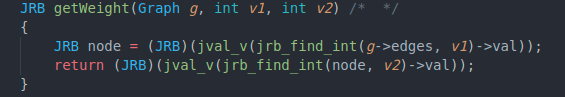 JRB getWeight(Graph g, int v1, int v2) /*  */
{
    JRB node = (JRB)(jval_v(jrb_find_int(g->edges, v1)->val));
    return (JRB)(jval_v(jrb_find_int(node, v2)->val));
}